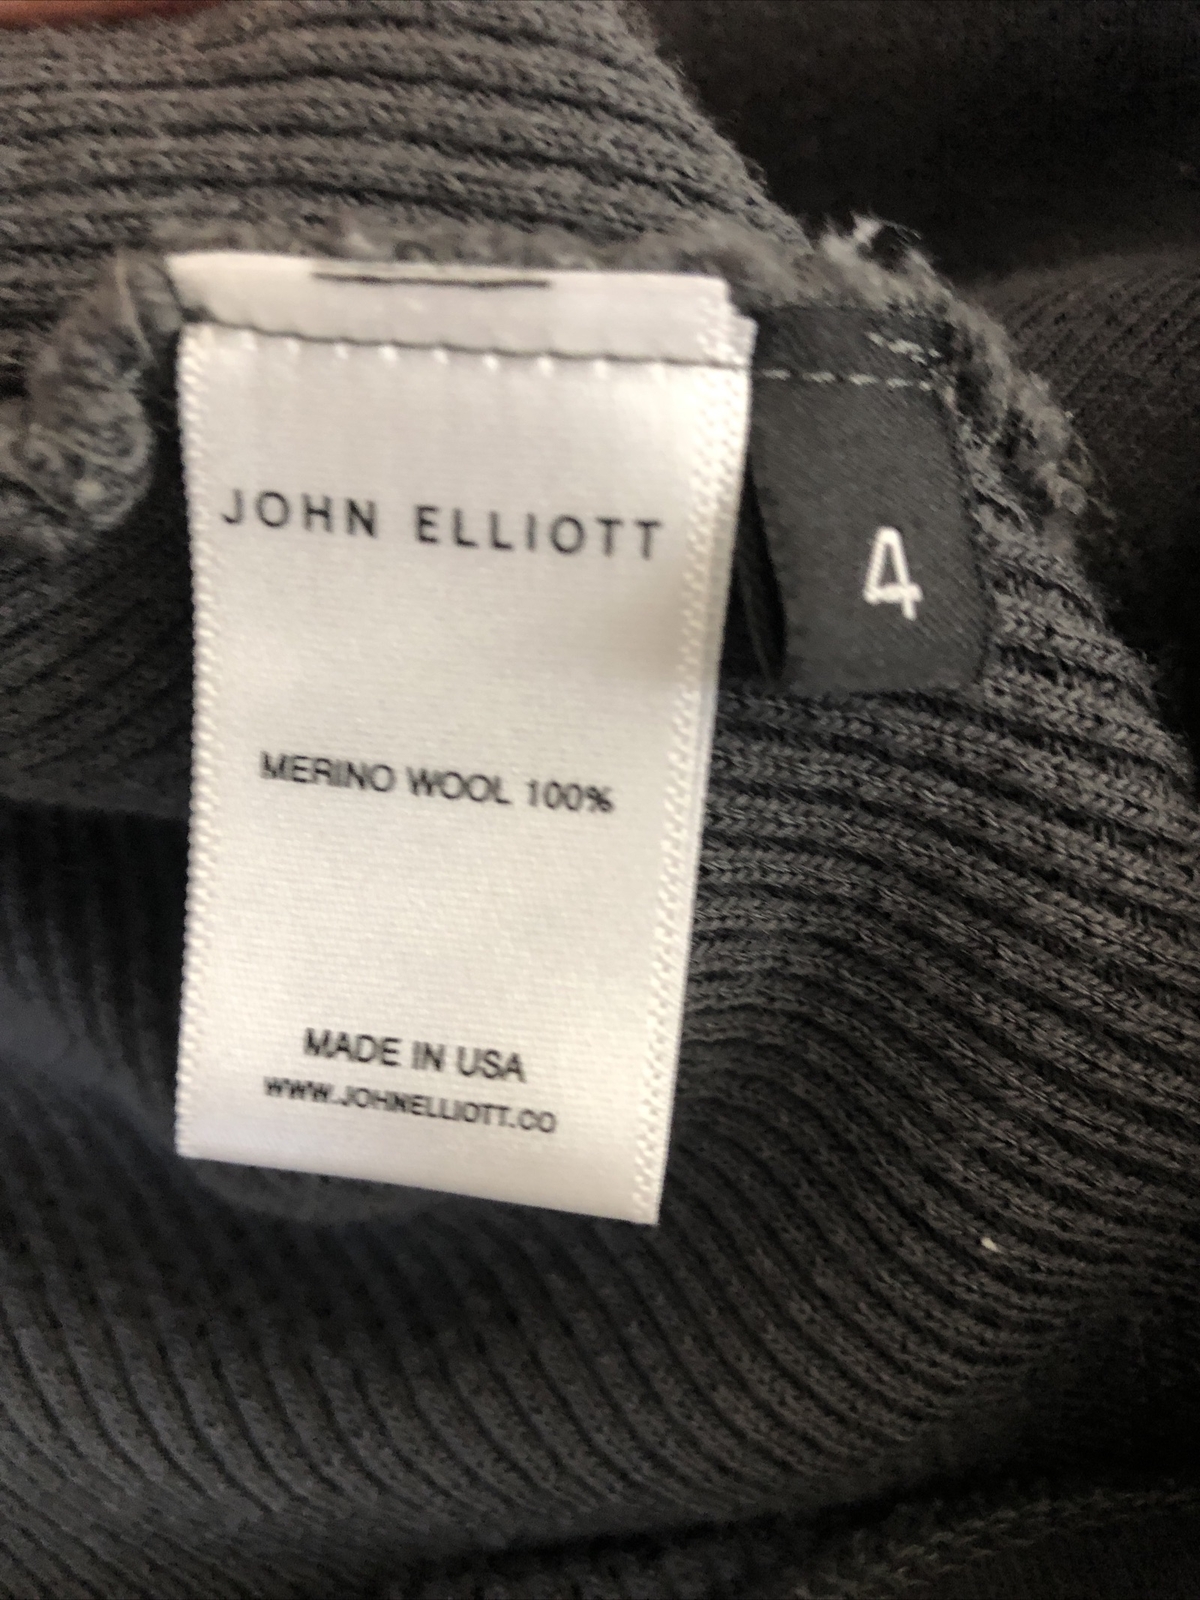 JOHN ELLIOTT
4
MERINO WOOL 100%
MADE IN USA
WWW.JOHNELLIOTT.CO